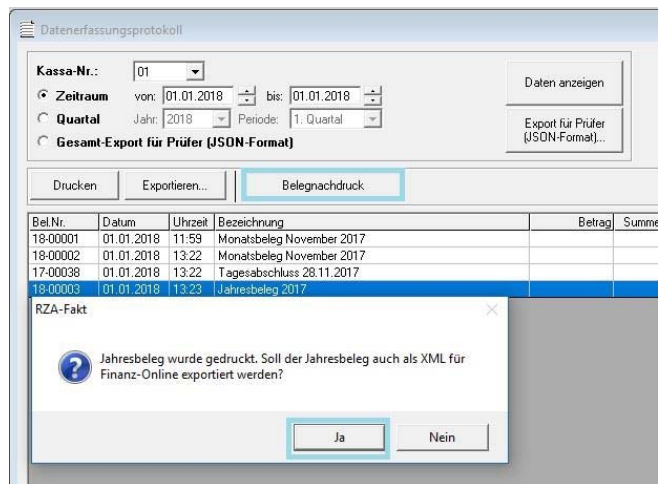 Datenerfassungsprotokoll
Kassa-Nr.: 01
Zeitraum von: 01.01.2018 bis: 01.01.2018
Daten anzeigen
Quartal Jahr: 2018 Periode: 1. Quartal
Export für Prüfer
(JSON-Format)...
Gesamt-Export für Prüfer (JSON-Format)
Drucken Exportieren... Belegnachdruck
Bel.Nr. Datum Uhrzeit Bezeichnung Betrag Summe
18-00001 01.01.2018 11:59 Monatsbeleg November 2017
18-00002 01.01.2018 13:22 Monatsbeleg November 2017
17-00038 01.01.2018 13:22 Tagesabschluss 28.11.2017
18-00003 01.01.2018 13:23 Jahresbeleg 2017
RZA-Fakt
Jahresbeleg wurde gedruckt. Soll der Jahresbeleg auch als XML für
Finanz-Online exportiert werden?
Ja Nein